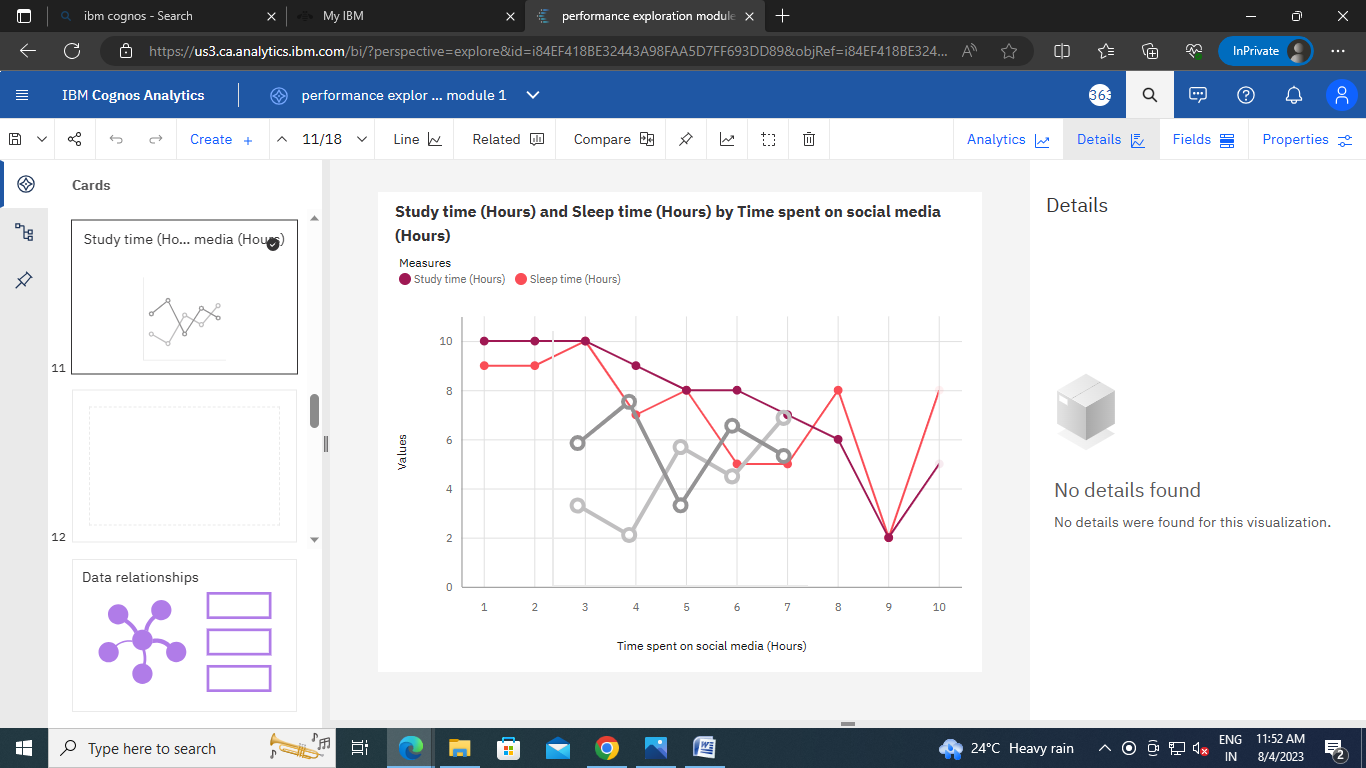 ibm cognos - Search
My IBM
performance exploration module
https://us3.ca.analytics.ibm.com/bi/?perspective=explore&id=i84EF418BE32443A98FAA5D7FF693DD89&objRef=i84EF418BE324...
InPrivate
IBM Cognos Analytics
performance explor ... module 1
363
Create +
11/18
Line
Related
Compare
Analytics
Details
Fields
Properties
Cards
Study time (Ho... media (Hours)
11
12
Data relationships
Study time (Hours) and Sleep time (Hours) by Time spent on social media
(Hours)
Measures
Study time (Hours)
Sleep time (Hours)
Values
10
8
6
4
2
0
1 2 3 4 5 6 7 8 9 10
Time spent on social media (Hours)
Details
No details found
No details were found for this visualization.
Type here to search
24°C Heavy rain
ENG
IN
11:52 AM
8/4/2023
2